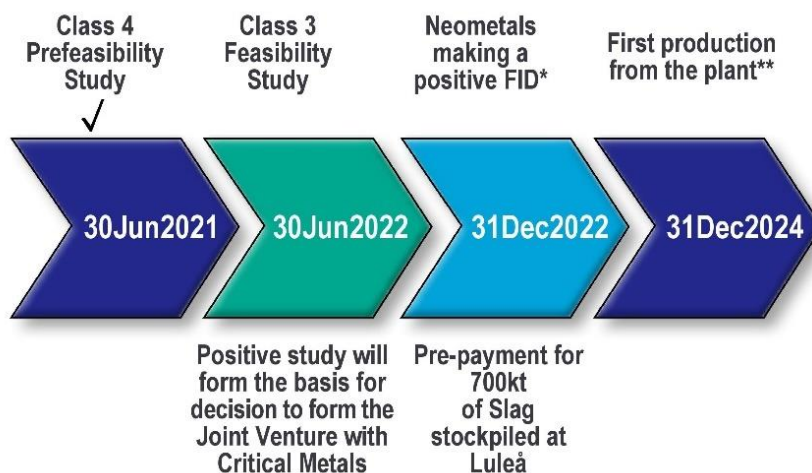 Class 4
Prefeasibility
Study
Class 3
Feasibility
Study
Neometals
making a
positive FID*
First production
from the plant**
30Jun2021
30Jun2022
31Dec2022
31Dec2024
Positive study will
form the basis for
decision to form the
Joint Venture with
Critical Metals
Pre-payment for
700kt
of Slag
stockpiled at
Luleå